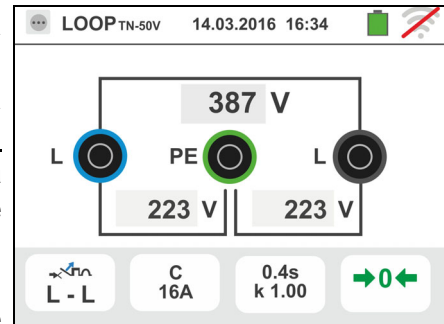 LOOP TN-50V 14.03.2016 16:34
387 V
L PE L
223 V 223 V
L - L
C
16A
0.4s
k 1.00
→0←